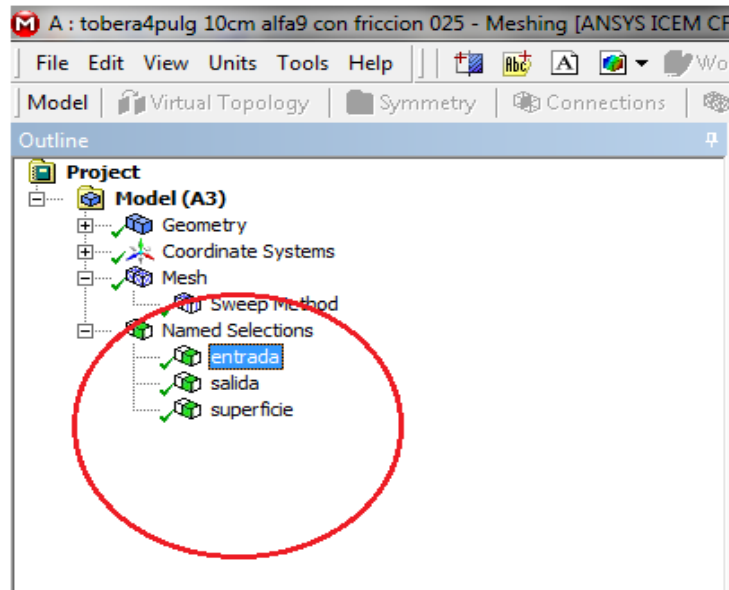 A : tobera4pulg 10cm alfa9 con friccion 025 - Meshing [ANSYS ICEM CF
File Edit View Units Tools Help Wo
Model Virtual Topology Symmetry Connections
Outline
Project
Model (A3)
Geometry
Coordinate Systems
Mesh
Sweep Method
Named Selections
entrada
salida
superficie